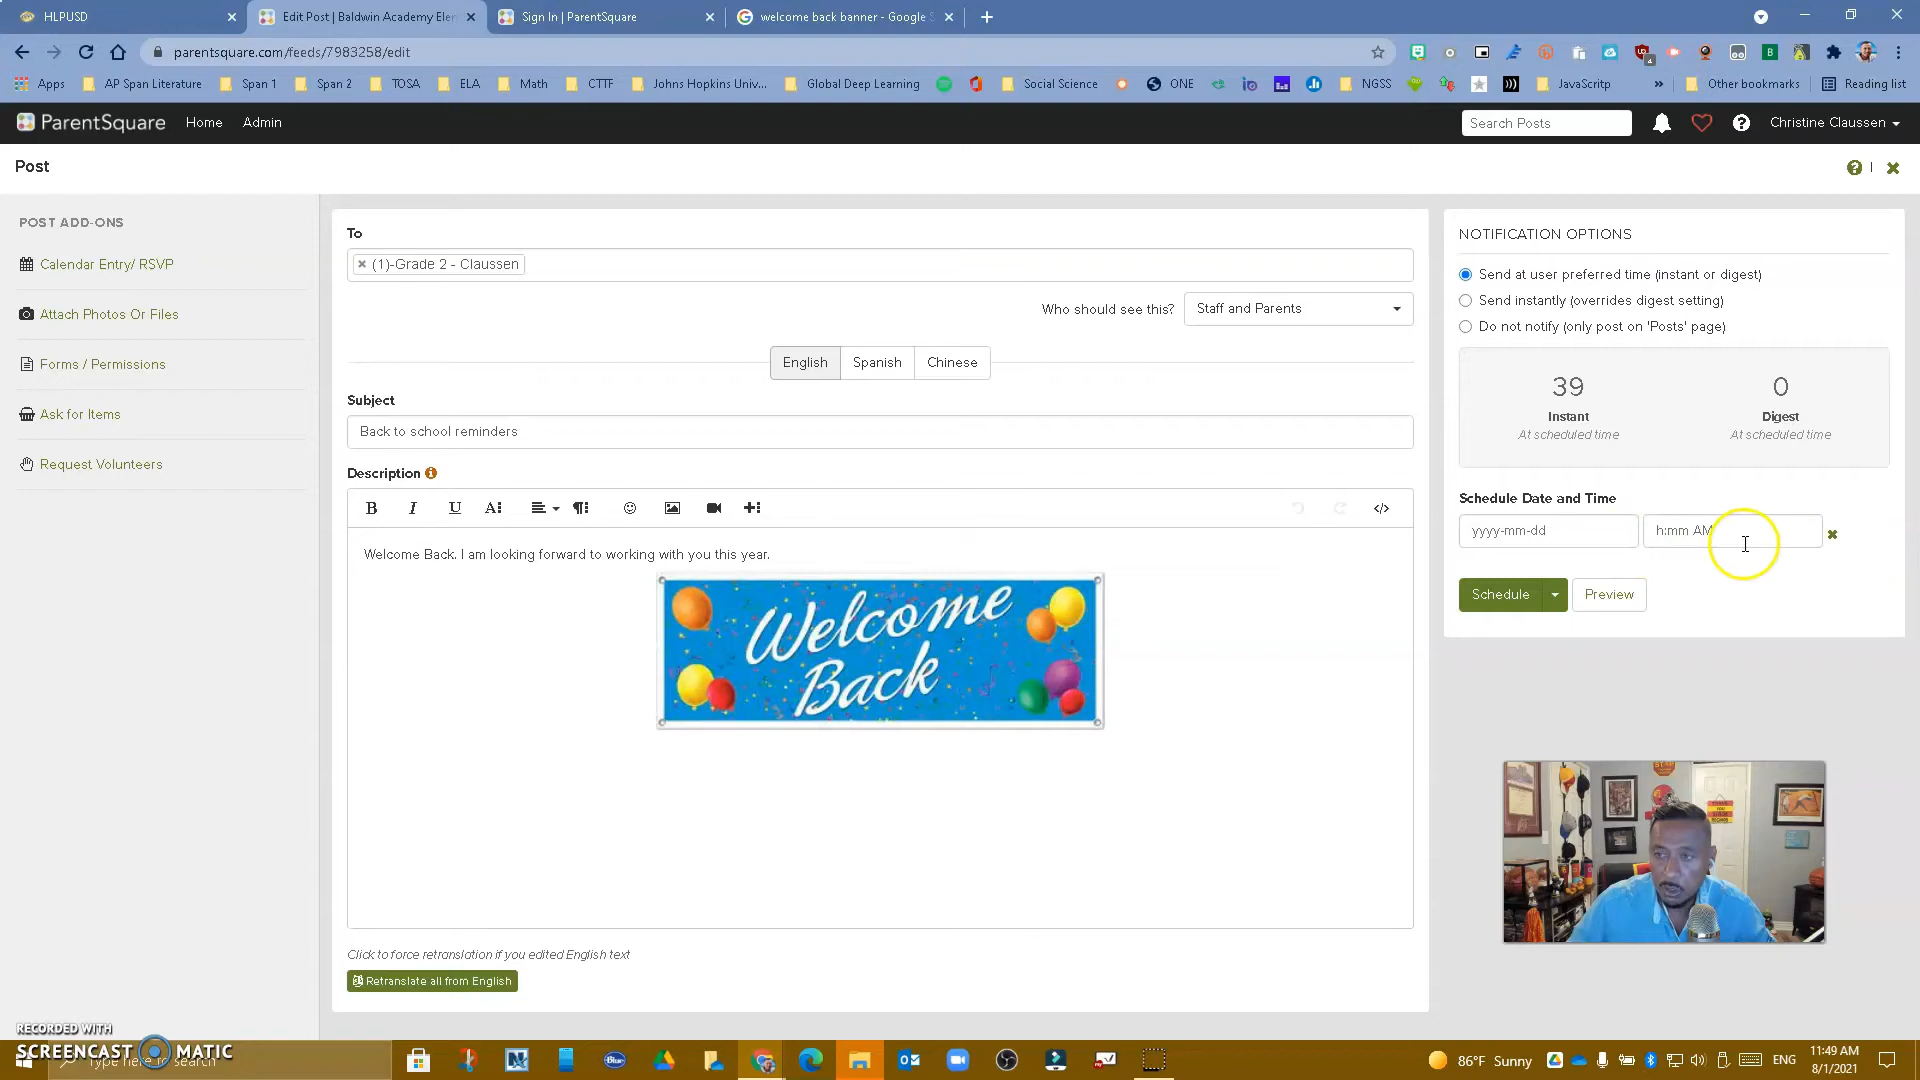 HLPUSD
Edit Post | Baldwin Academy Elem
Sign In | ParentSquare
welcome back banner - Google S
parentsquare.com/feeds/7983258/edit
Apps
AP Span Literature
Span 1
Span 2
TOSA
ELA
Math
CTTF
Johns Hopkins Univ...
Global Deep Learning
Social Science
ONE
NGSS
JavaScritp
Other bookmarks
Reading list
ParentSquare
Home
Admin
Search Posts
Christine Claussen
Post
POST ADD-ONS
Calendar Entry/ RSVP
Attach Photos Or Files
Forms / Permissions
Ask for Items
Request Volunteers
To
(1)-Grade 2 - Claussen
Who should see this?
Staff and Parents
English
Spanish
Chinese
Subject
Back to school reminders
Description
B I U A
Welcome Back. I am looking forward to working with you this year.
Welcome
Back
Click to force retranslation if you edited English text
Retranslate all from English
NOTIFICATION OPTIONS
Send at user preferred time (instant or digest)
Send instantly (overrides digest setting)
Do not notify (only post on 'Posts' page)
39
0
Instant
Digest
At scheduled time
At scheduled time
Schedule Date and Time
yyyy-mm-dd
h:mm AM
Schedule
Preview
RECORDED WITH
SCREENCAST MATIC
Type here to search
86°F Sunny
ENG
11:49 AM
8/1/2021